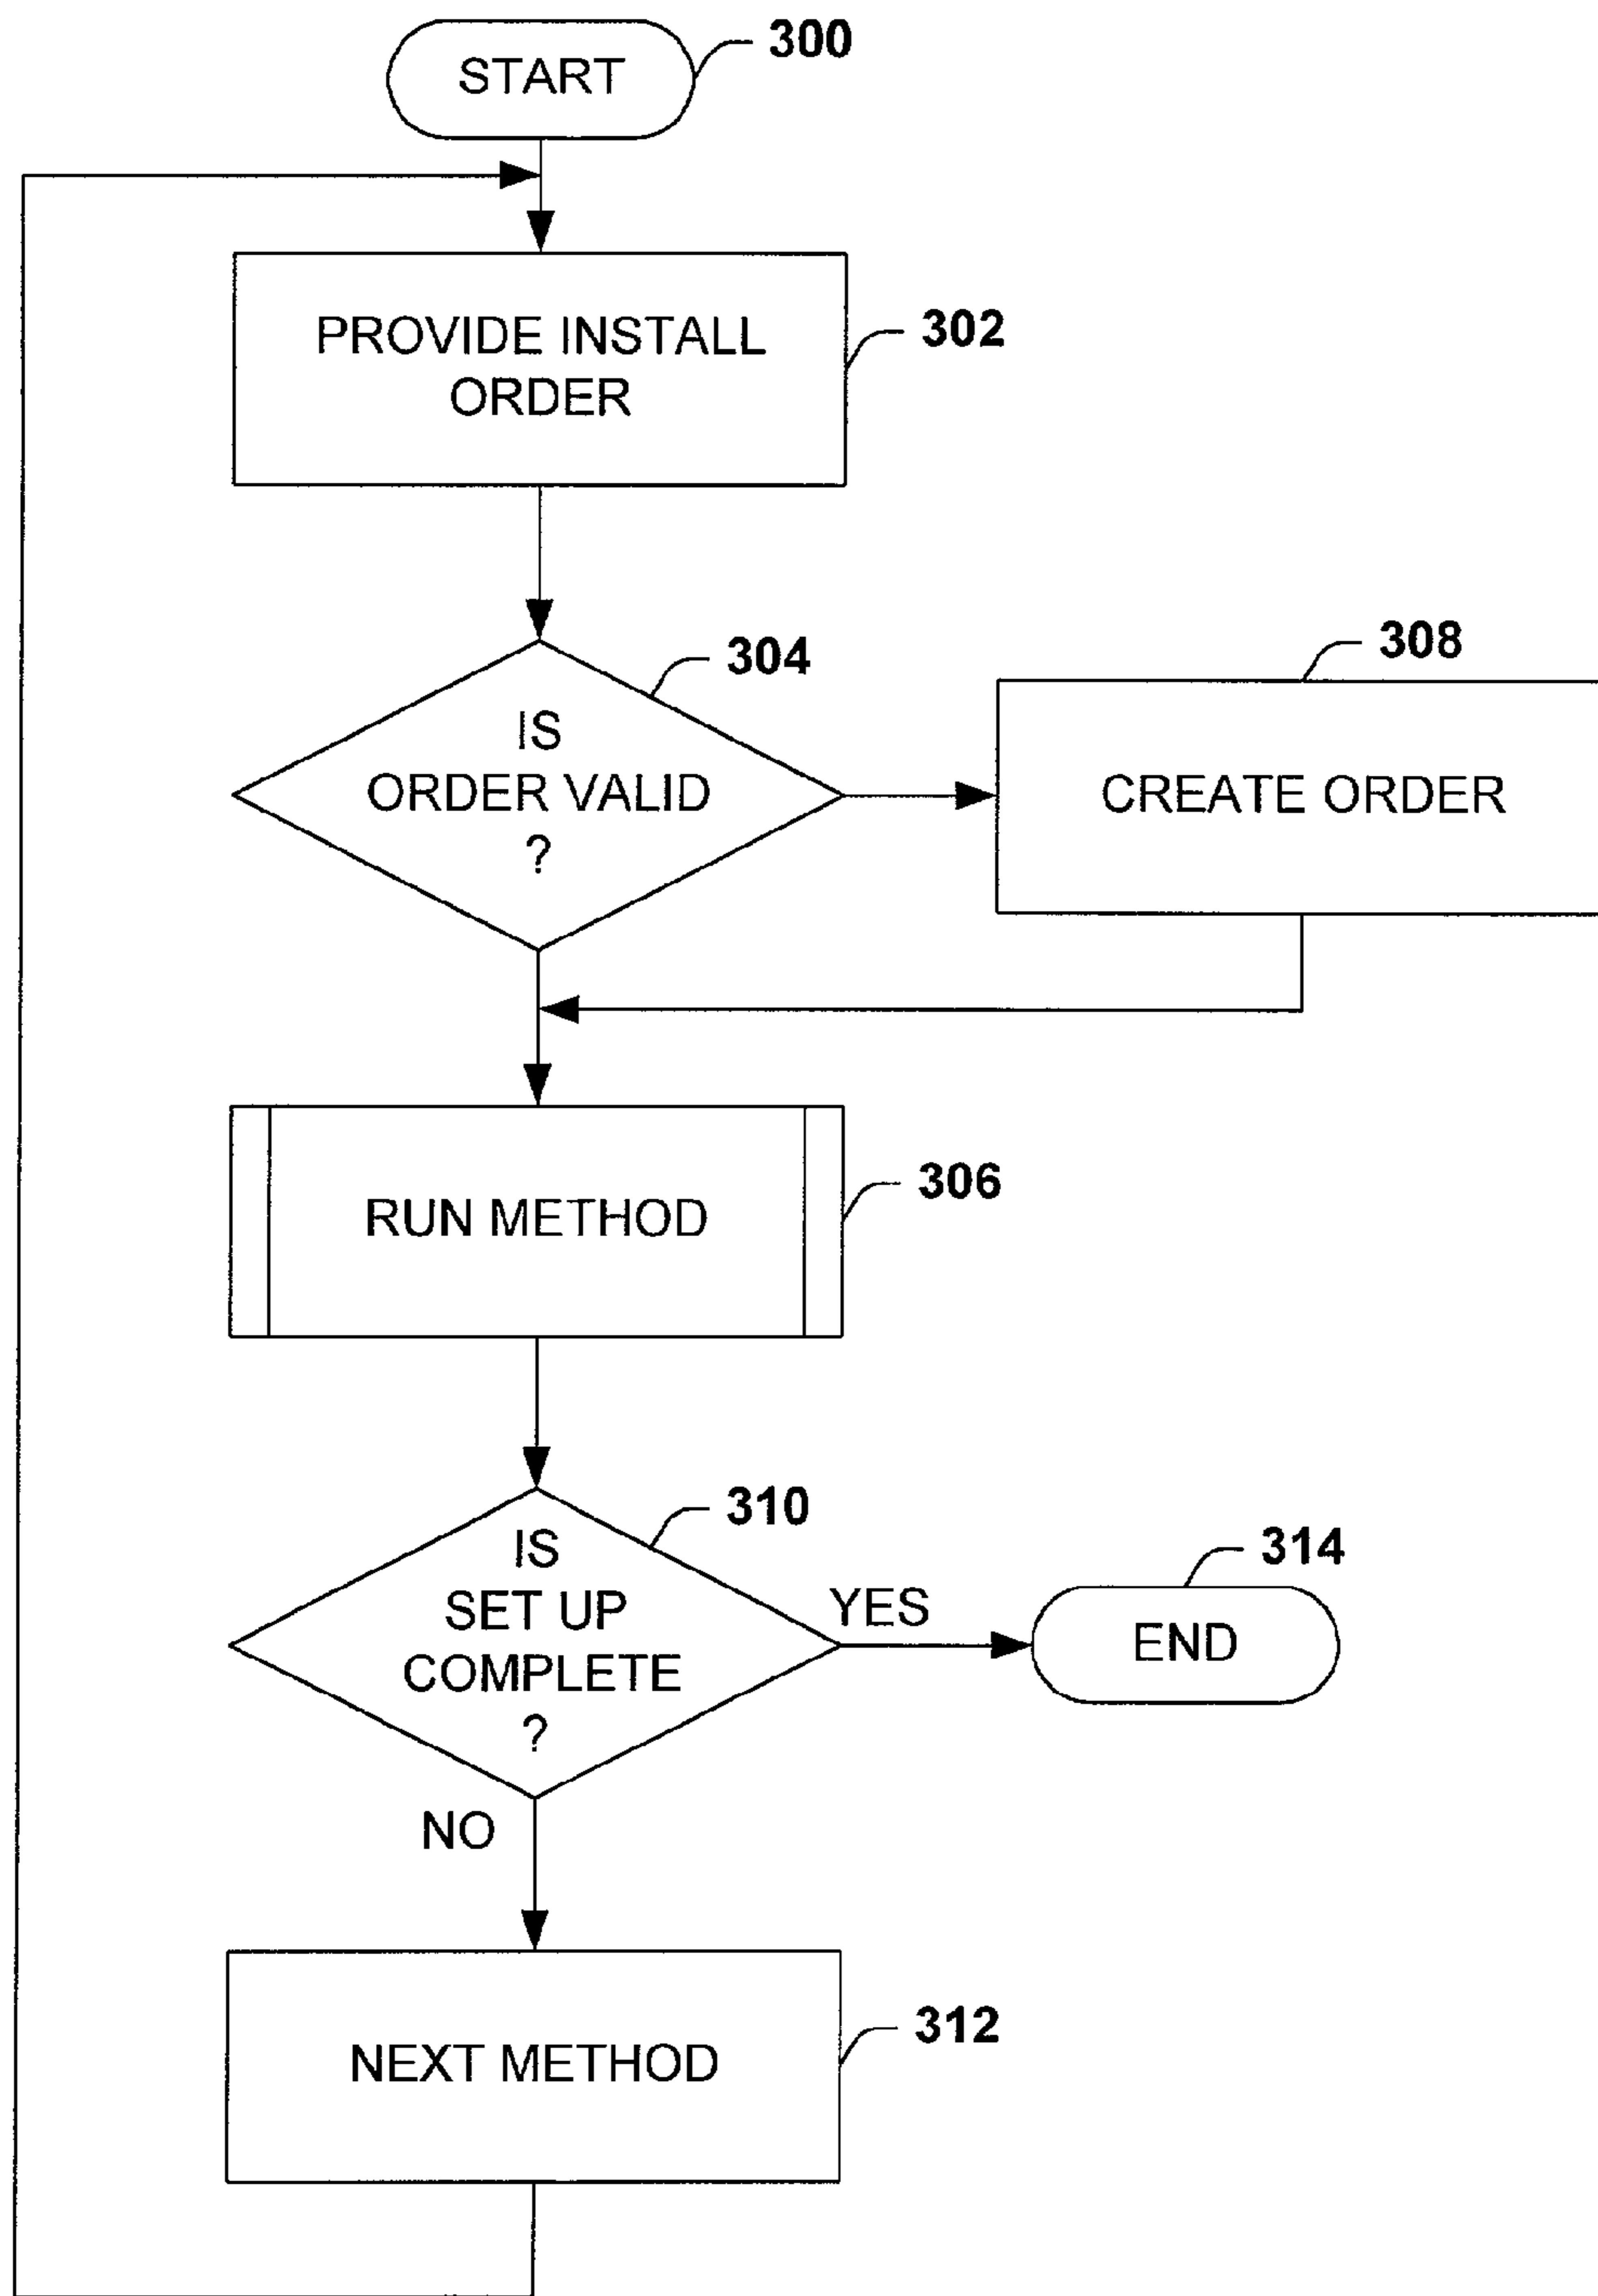 START
300
PROVIDE INSTALL
ORDER
302
304
IS
ORDER VALID
?
308
CREATE ORDER
RUN METHOD
306
310
IS
SET UP
COMPLETE
?
YES
314
END
NO
NEXT METHOD
312